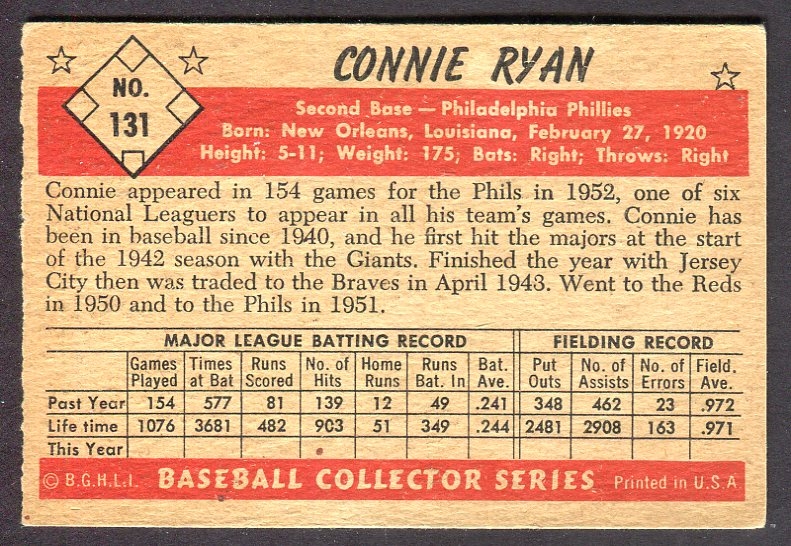 CONNIE RYAN
NO.
131
Second Base — Philadelphia Phillies
Born: New Orleans, Louisiana, February 27, 1920
Height: 5-11; Weight: 175; Bats: Right; Throws: Right
Connie appeared in 154 games for the Phils in 1952, one of six
National Leaguers to appear in all his team's games. Connie has
been in baseball since 1940, and he first hit the majors at the start
of the 1942 season with the Giants. Finished the year with Jersey
City then was traded to the Braves in April 1943. Went to the Reds
in 1950 and to the Phils in 1951.
MAJOR LEAGUE BATTING RECORD FIELDING RECORD
Games Times Runs No. of Home Runs Bat. Put No. of No. of Field.
Played at Bat Scored Hits Runs Bat. In Ave. Outs Assists Errors Ave.
Past Year 154 577 81 139 12 49 .241 348 462 23 .972
Life time 1076 3681 482 903 51 349 .244 2481 2908 163 .971
This Year
© B.G.H.L.I. BASEBALL COLLECTOR SERIES Printed in U.S.A